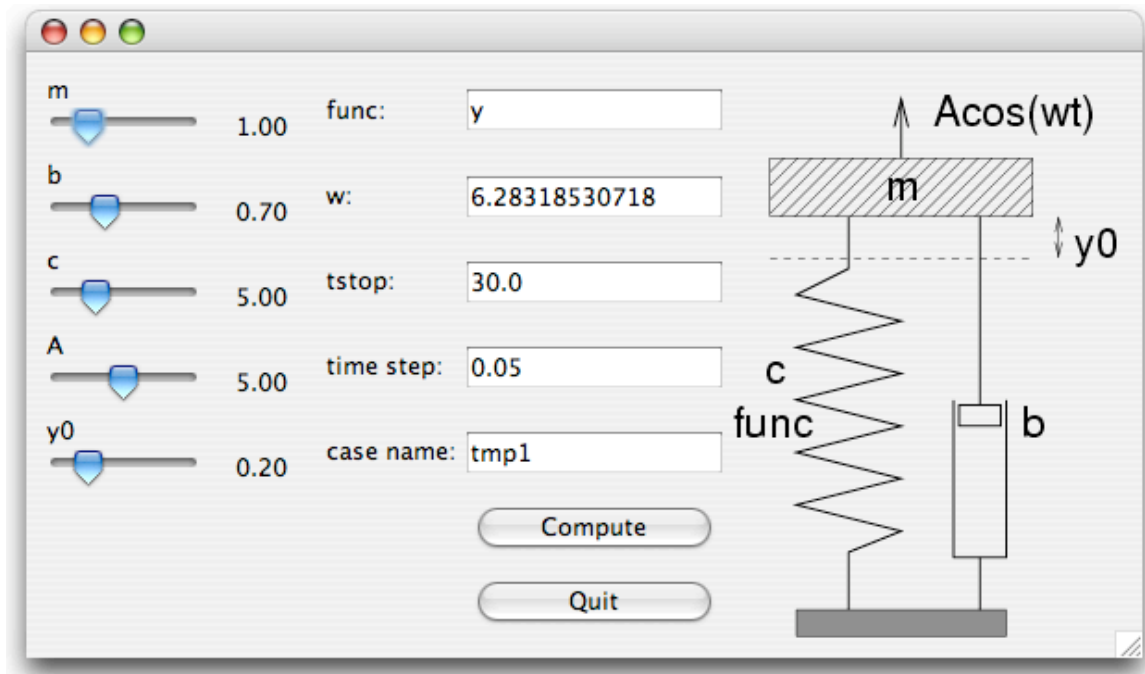 m
1.00
func:
y
b
0.70
w:
6.28318530718
c
5.00
tstop:
30.0
A
5.00
time step:
0.05
y0
0.20
case name:
tmp1
Compute
Quit
Acos(wt)
m
y0
c
func
b